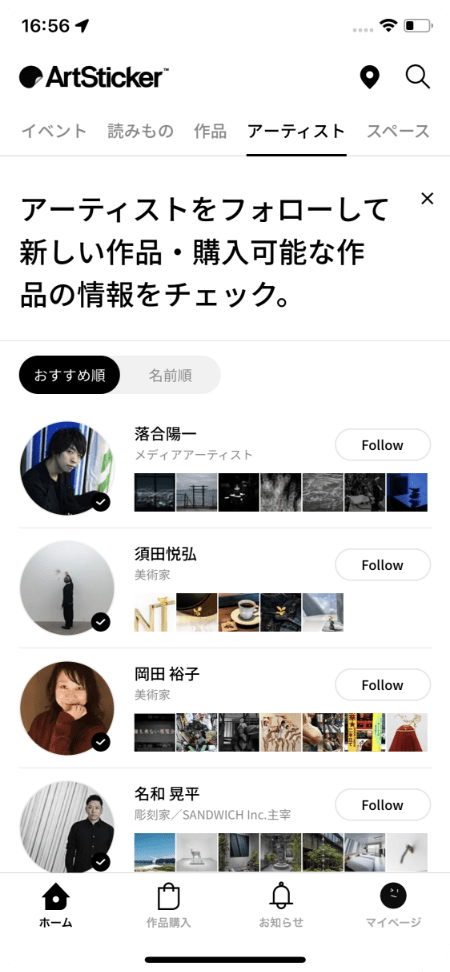 16:56
ArtSticker™
イベント 読みもの 作品 アーティスト スペース
アーティストをフォローして
新しい作品・購入可能な作
品の情報をチェック。
おすすめ順 名前順
落合陽一
メディアアーティスト
Follow
須田悦弘
美術家
Follow
岡田 裕子
美術家
Follow
名和 晃平
彫刻家／SANDWICH Inc.主宰
Follow
ホーム 作品購入 お知らせ マイページ